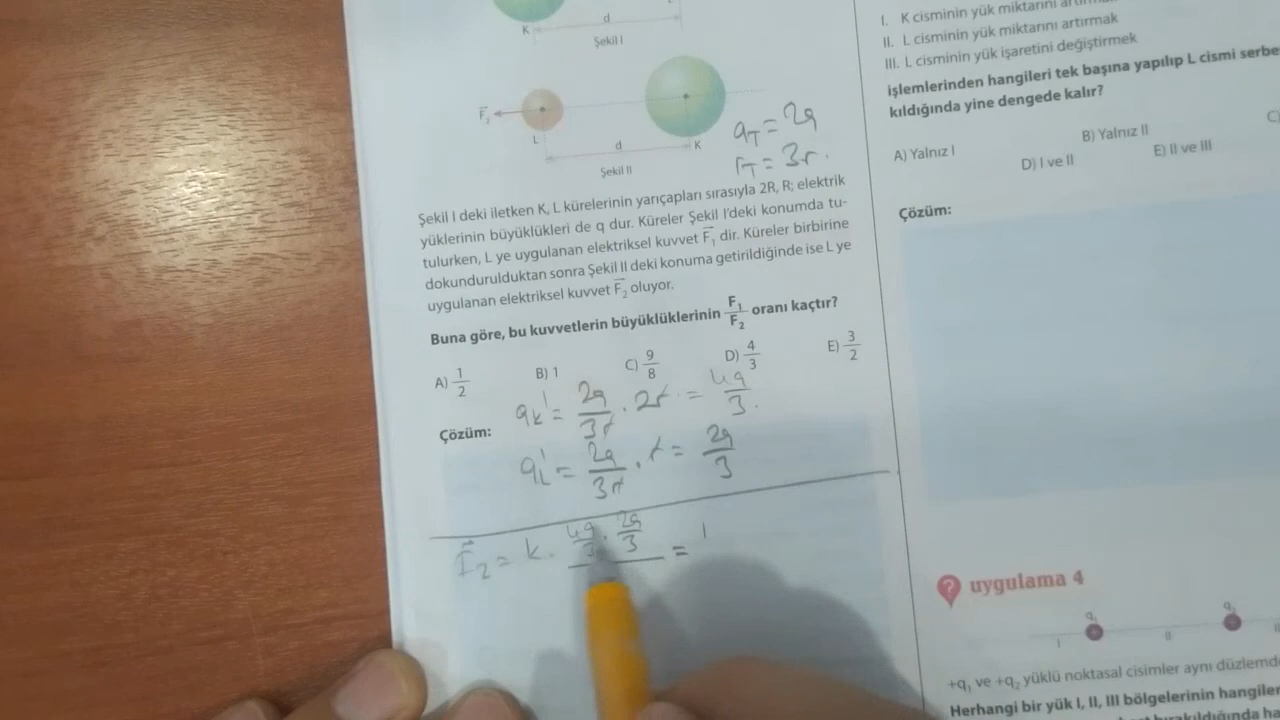 K
d
Şekil I
F₂
L
d
K
Şekil II
qT = 2q
rT = 3r.
Şekil I deki iletken K, L kürelerinin yarıçapları sırasıyla 2R, R; elektrik
yüklerinin büyüklükleri de q dur. Küreler Şekil I'deki konumda tu-
tulurken, L ye uygulanan elektriksel kuvvet F₁ dir. Küreler birbirine
dokundurulduktan sonra Şekil II deki konuma getirildiğinde ise L ye
uygulanan elektriksel kuvvet F₂ oluyor.
Buna göre, bu kuvvetlerin büyüklüklerinin F₁/F₂ oranı kaçtır?
A) 1/2 B) 1 C) 9/8 D) 4/3 E) 3/2
Çözüm:
qK' = 2q/3r . 2r = 4q/3.
qL' = 2q/3r . r = 2q/3
F₂ = k. 4q/3 . 2q/3 =
I. K cisminin yük miktarını
II. L cisminin yük miktarını artırmak
III. L cisminin yük işaretini değiştirmek
işlemlerinden hangileri tek başına yapılıp L cismi serbe
kıldığında yine dengede kalır?
A) Yalnız I B) Yalnız II C)
D) I ve II E) II ve III
Çözüm:
? uygulama 4
q₁
I II
+q₁ ve +q₂ yüklü noktasal cisimler aynı düzlemd
Herhangi bir yük I, II, III bölgelerinin hangiler